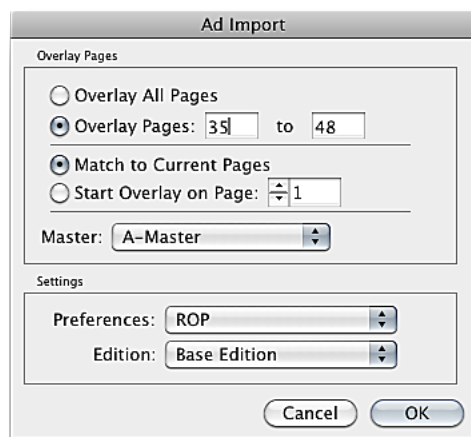 Ad Import
Overlay Pages
Overlay All Pages
Overlay Pages: 35 to 48
Match to Current Pages
Start Overlay on Page: 1
Master: A-Master
Settings
Preferences: ROP
Edition: Base Edition
Cancel OK